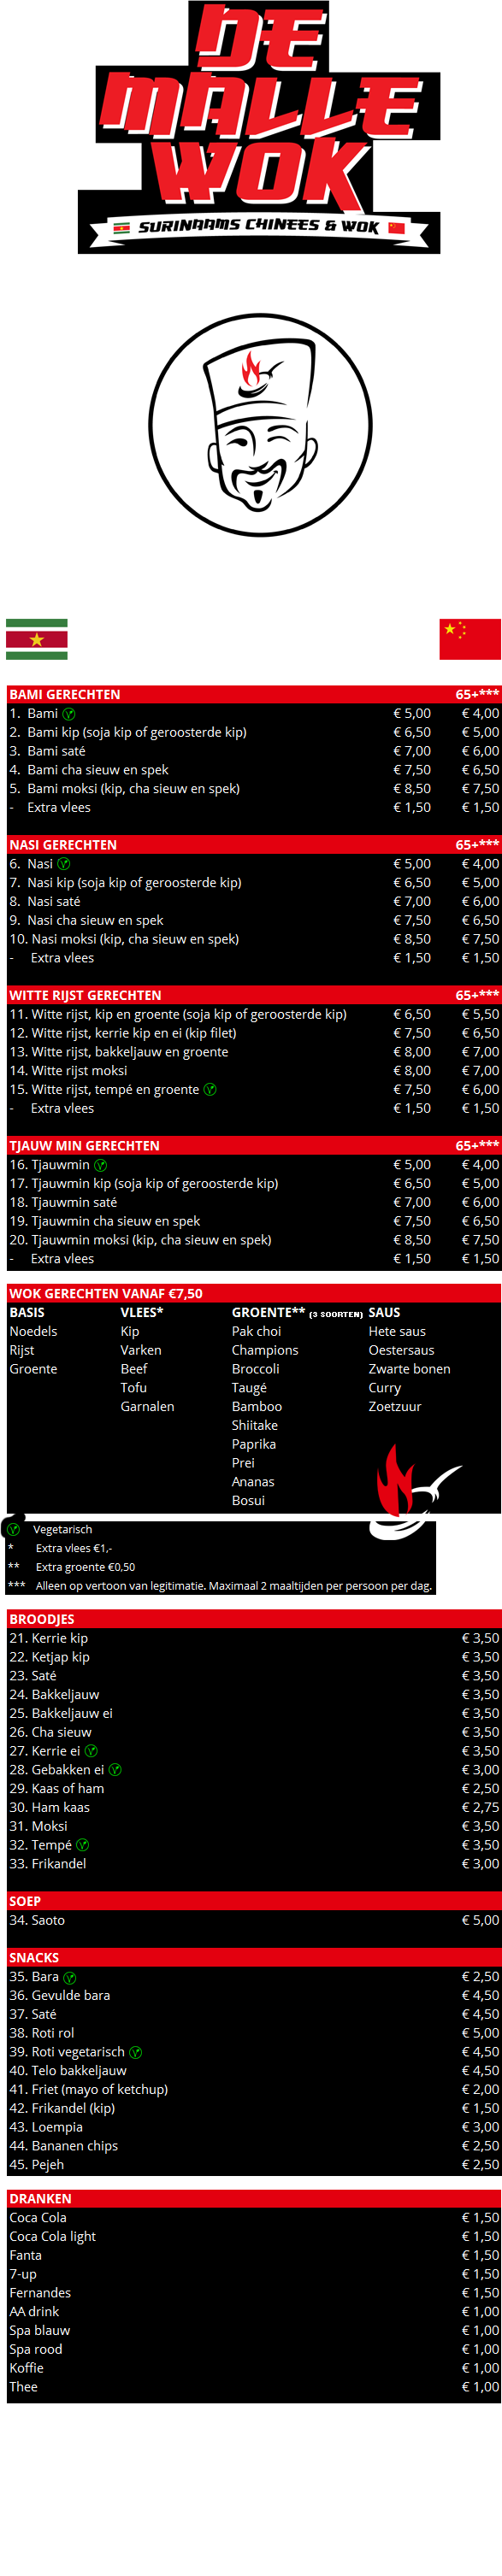 DE
MALLE
WOK
SURINAAMS CHINEES & WOK
BAMI GERECHTEN 65+***
1. Bami € 5,00 € 4,00
2. Bami kip (soja kip of geroosterde kip) € 6,50 € 5,00
3. Bami saté € 7,00 € 6,00
4. Bami cha sieuw en spek € 7,50 € 6,50
5. Bami moksi (kip, cha sieuw en spek) € 8,50 € 7,50
- Extra vlees € 1,50 € 1,50
NASI GERECHTEN 65+***
6. Nasi € 5,00 € 4,00
7. Nasi kip (soja kip of geroosterde kip) € 6,50 € 5,00
8. Nasi saté € 7,00 € 6,00
9. Nasi cha sieuw en spek € 7,50 € 6,50
10. Nasi moksi (kip, cha sieuw en spek) € 8,50 € 7,50
- Extra vlees € 1,50 € 1,50
WITTE RIJST GERECHTEN 65+***
11. Witte rijst, kip en groente (soja kip of geroosterde kip) € 6,50 € 5,50
12. Witte rijst, kerrie kip en ei (kip filet) € 7,50 € 6,50
13. Witte rijst, bakkeljauw en groente € 8,00 € 7,00
14. Witte rijst moksi € 8,00 € 7,00
15. Witte rijst, tempé en groente € 7,50 € 6,00
- Extra vlees € 1,50 € 1,50
TJAUW MIN GERECHTEN 65+***
16. Tjauwmin € 5,00 € 4,00
17. Tjauwmin kip (soja kip of geroosterde kip) € 6,50 € 5,00
18. Tjauwmin saté € 7,00 € 6,00
19. Tjauwmin cha sieuw en spek € 7,50 € 6,50
20. Tjauwmin moksi (kip, cha sieuw en spek) € 8,50 € 7,50
- Extra vlees € 1,50 € 1,50
WOK GERECHTEN VANAF €7,50
BASIS VLEES* GROENTE** (3 SOORTEN) SAUS
Noedels Kip Pak choi Hete saus
Rijst Varken Champions Oestersaus
Groente Beef Broccoli Zwarte bonen
Tofu Taugé Curry
Garnalen Bamboo Zoetzuur
Shiitake
Paprika
Prei
Ananas
Bosui
Vegetarisch
* Extra vlees €1,-
** Extra groente €0,50
*** Alleen op vertoon van legitimatie. Maximaal 2 maaltijden per persoon per dag.
BROODJES
21. Kerrie kip € 3,50
22. Ketjap kip € 3,50
23. Saté € 3,50
24. Bakkeljauw € 3,50
25. Bakkeljauw ei € 3,50
26. Cha sieuw € 3,50
27. Kerrie ei € 3,50
28. Gebakken ei € 3,00
29. Kaas of ham € 2,50
30. Ham kaas € 2,75
31. Moksi € 3,50
32. Tempé € 3,50
33. Frikandel € 3,00
SOEP
34. Saoto € 5,00
SNACKS
35. Bara € 2,50
36. Gevulde bara € 4,50
37. Saté € 4,50
38. Roti rol € 5,00
39. Roti vegetarisch € 4,50
40. Telo bakkeljauw € 4,50
41. Friet (mayo of ketchup) € 2,00
42. Frikandel (kip) € 1,50
43. Loempia € 3,00
44. Bananen chips € 2,50
45. Pejeh € 2,50
DRANKEN
Coca Cola € 1,50
Coca Cola light € 1,50
Fanta € 1,50
7-up € 1,50
Fernandes € 1,50
AA drink € 1,00
Spa blauw € 1,00
Spa rood € 1,00
Koffie € 1,00
Thee € 1,00